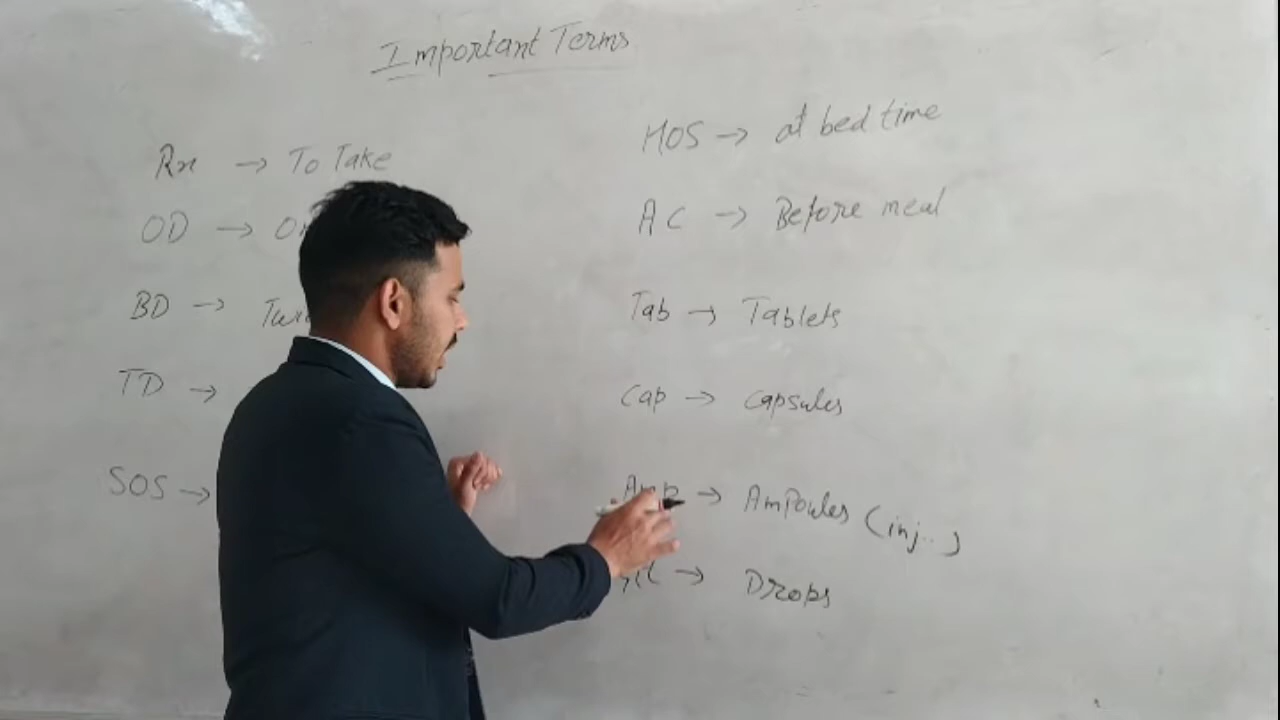 Important Terms
Rx → To Take
OD →
BD →
TD →
SOS →
HOS → at bed time
AC → Before meal
Tab → Tablets
Cap → capsules
Amp → Ampoules (inj..)
→ Drops